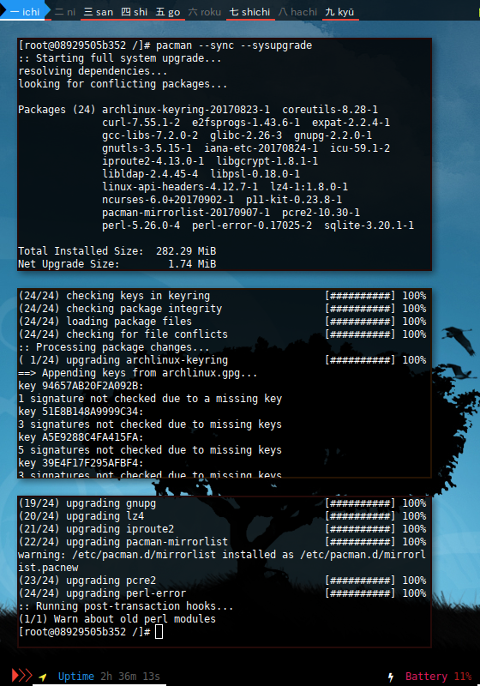 一 ichi 二 ni 三 san 四 shi 五 go 六 roku 七 shichi 八 hachi 九 kyū
[root@08929505b352 /]# pacman --sync --sysupgrade
:: Starting full system upgrade...
resolving dependencies...
looking for conflicting packages...
Packages (24) archlinux-keyring-20170823-1 coreutils-8.28-1
curl-7.55.1-2 e2fsprogs-1.43.6-1 expat-2.2.4-1
gcc-libs-7.2.0-2 glibc-2.26-3 gnupg-2.2.0-1
gnutls-3.5.15-1 iana-etc-20170824-1 icu-59.1-2
iproute2-4.13.0-1 libgcrypt-1.8.1-1
libldap-2.4.45-4 libpsl-0.18.0-1
linux-api-headers-4.12.7-1 lz4-1:1.8.0-1
ncurses-6.0+20170902-1 p11-kit-0.23.8-1
pacman-mirrorlist-20170907-1 pcre2-10.30-1
perl-5.26.0-4 perl-error-0.17025-2 sqlite-3.20.1-1
Total Installed Size: 282.29 MiB
Net Upgrade Size: 1.74 MiB
(24/24) checking keys in keyring [##########] 100%
(24/24) checking package integrity [##########] 100%
(24/24) loading package files [##########] 100%
(24/24) checking for file conflicts [##########] 100%
:: Processing package changes...
( 1/24) upgrading archlinux-keyring [##########] 100%
==> Appending keys from archlinux.gpg...
key 94657AB20F2A092B:
1 signature not checked due to a missing key
key 51E8B148A9999C34:
3 signatures not checked due to missing keys
key A5E9288C4FA415FA:
5 signatures not checked due to missing keys
key 39E4F17F295AFBF4:
3 signatures not checked due to missing keys
(19/24) upgrading gnupg [##########] 100%
(20/24) upgrading lz4 [##########] 100%
(21/24) upgrading iproute2 [##########] 100%
(22/24) upgrading pacman-mirrorlist [##########] 100%
warning: /etc/pacman.d/mirrorlist installed as /etc/pacman.d/mirrorl
ist.pacnew
(23/24) upgrading pcre2 [##########] 100%
(24/24) upgrading perl-error [##########] 100%
:: Running post-transaction hooks...
(1/1) Warn about old perl modules
[root@08929505b352 /]#
Uptime 2h 36m 13s Battery 11%